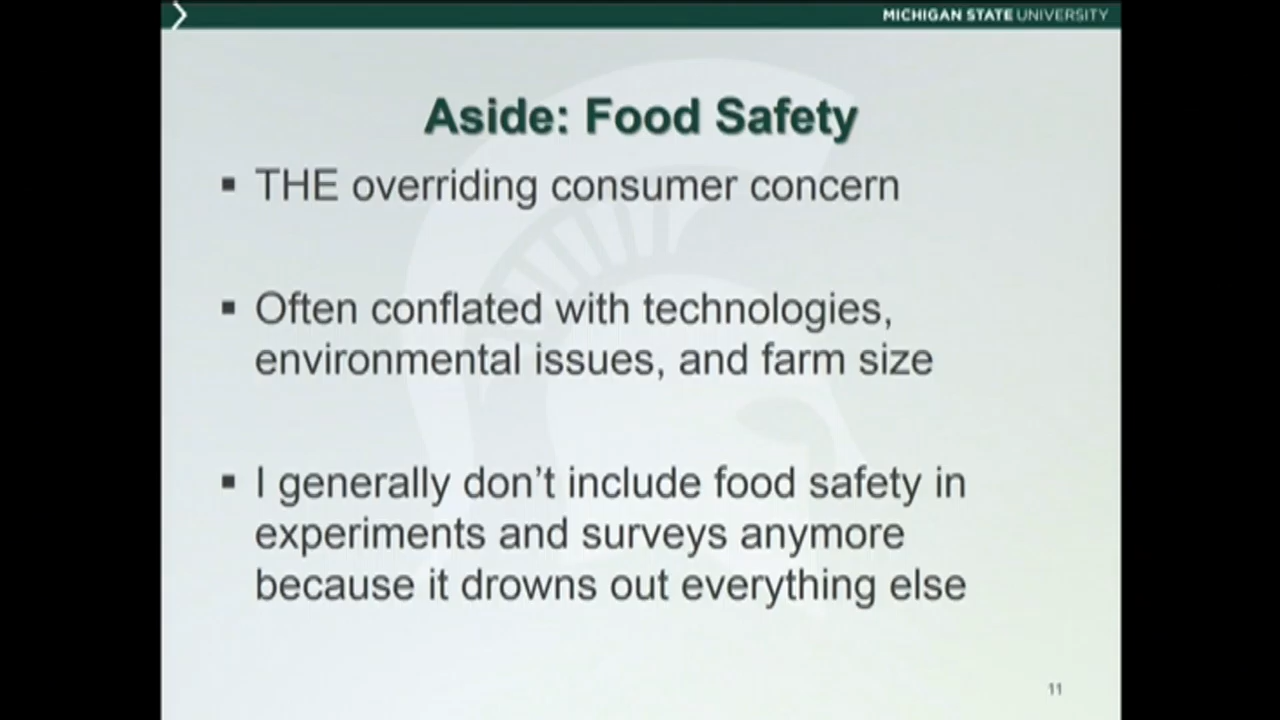 MICHIGAN STATE UNIVERSITY
Aside: Food Safety
▪ THE overriding consumer concern
▪ Often conflated with technologies,
environmental issues, and farm size
▪ I generally don’t include food safety in
experiments and surveys anymore
because it drowns out everything else
11